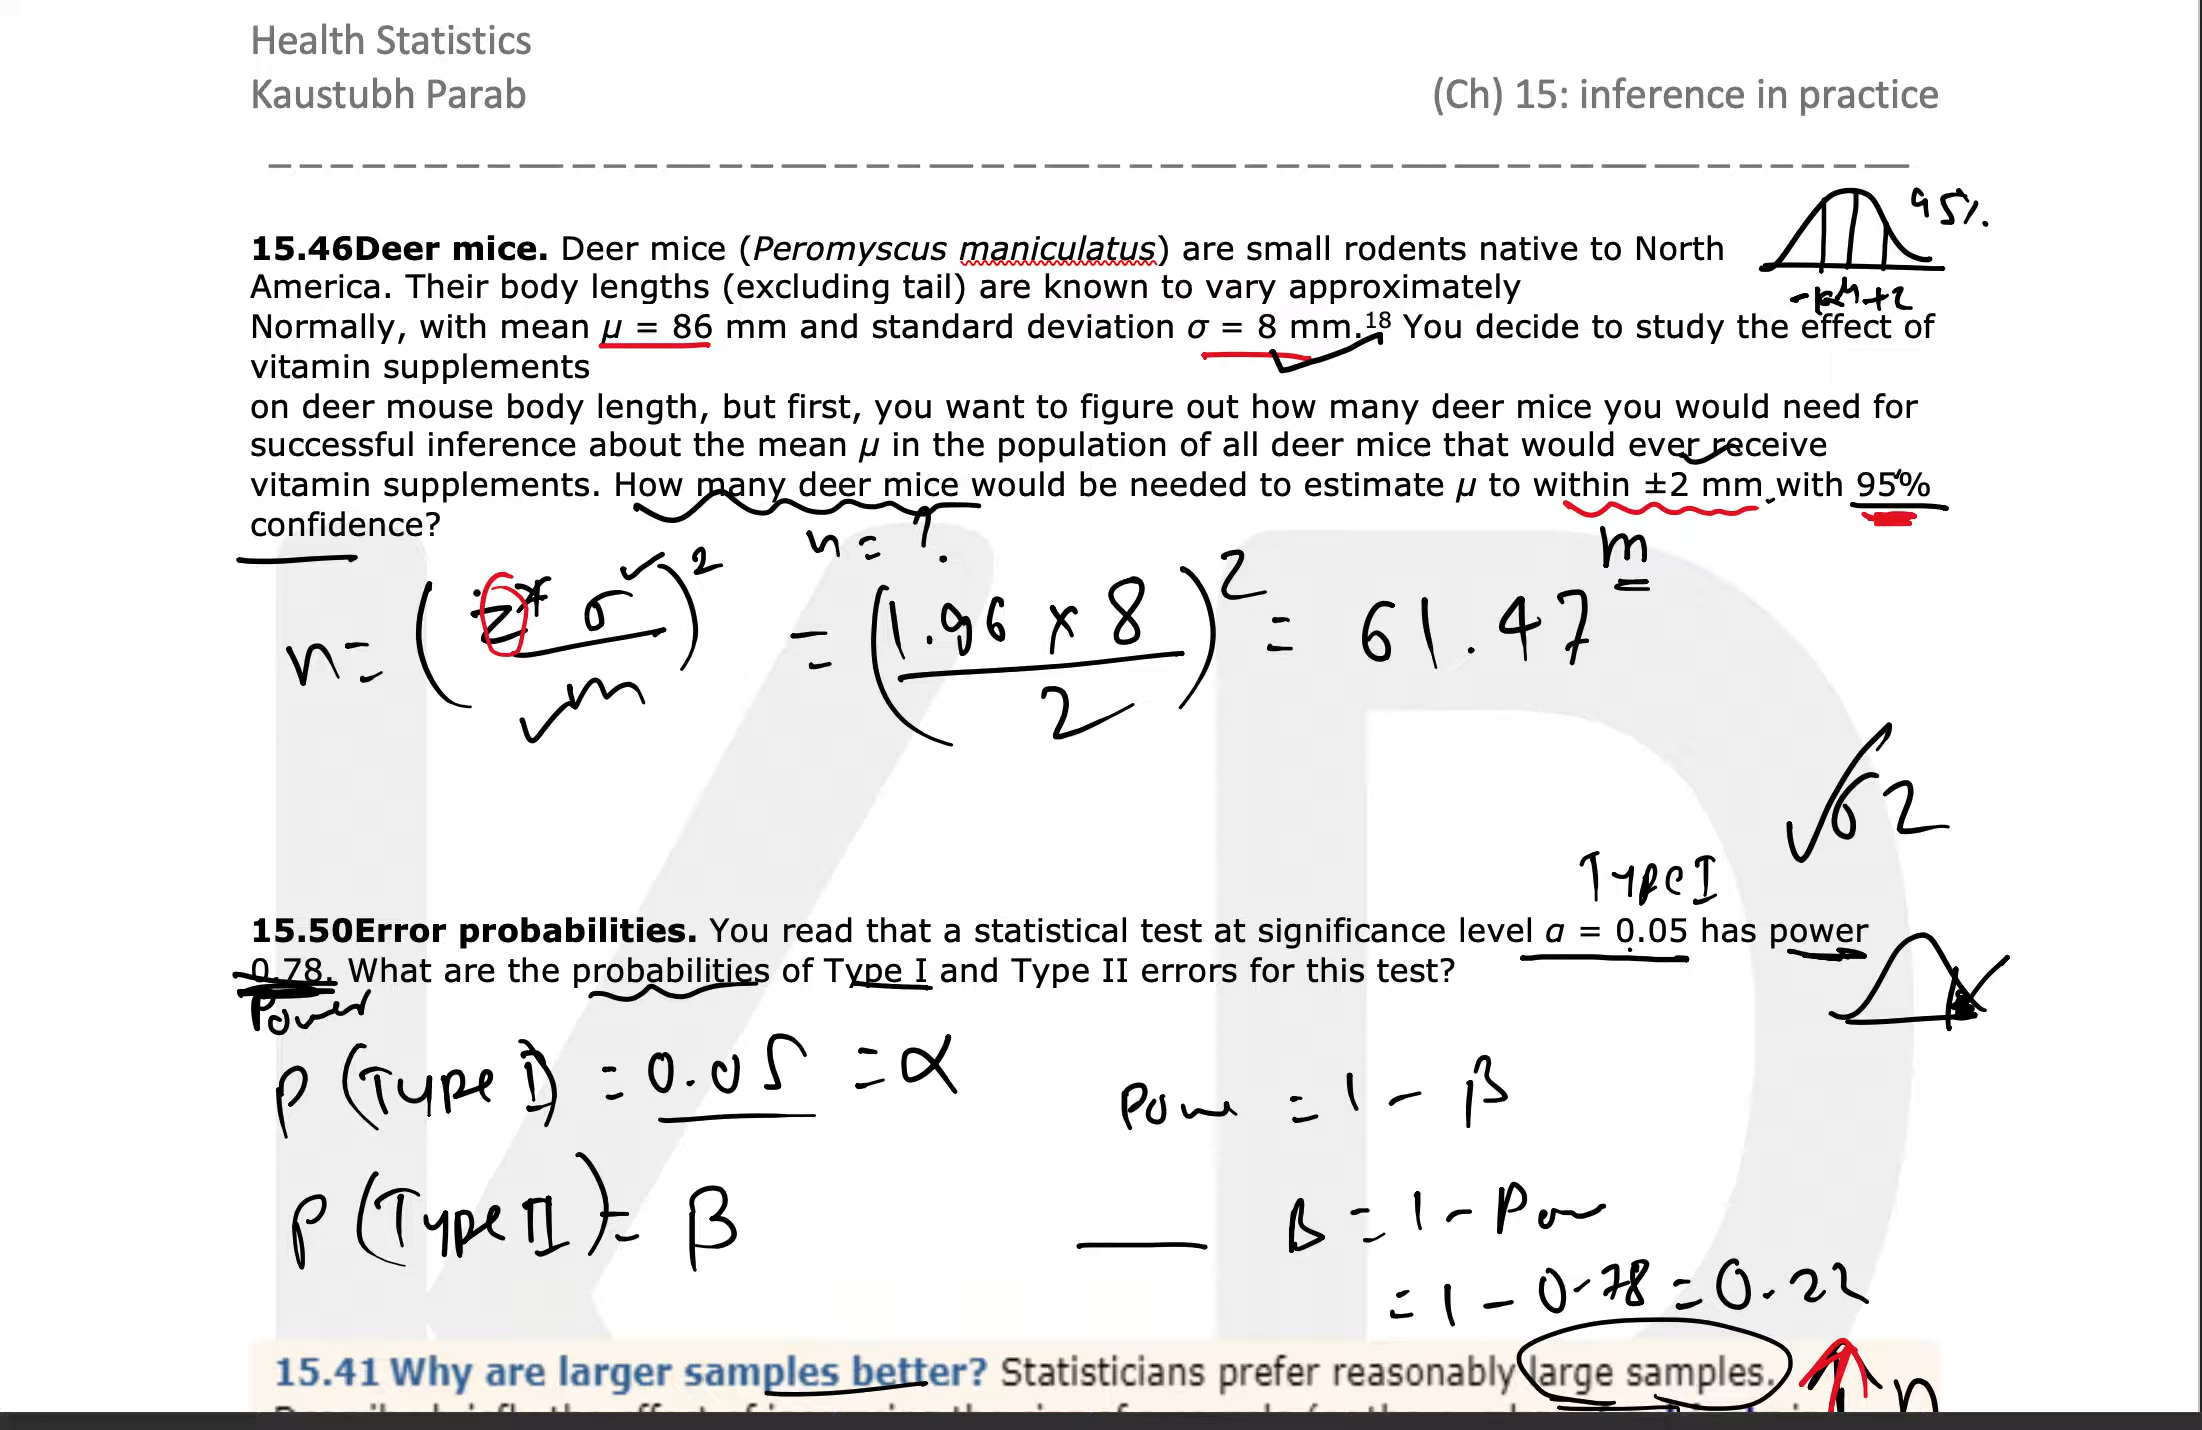 Health Statistics
Kaustubh Parab
(Ch) 15: inference in practice
95%
15.46Deer mice. Deer mice (Peromyscus maniculatus) are small rodents native to North
America. Their body lengths (excluding tail) are known to vary approximately
Normally, with mean μ = 86 mm and standard deviation σ = 8 mm.18 You decide to study the effect of
vitamin supplements
on deer mouse body length, but first, you want to figure out how many deer mice you would need for
successful inference about the mean μ in the population of all deer mice that would ever receive
vitamin supplements. How many deer mice would be needed to estimate μ to within ±2 mm with 95%
confidence?
n = ?
m
n = (z* σ / m)² = (1.96 x 8 / 2)² = 61.47
62
Type I
15.50Error probabilities. You read that a statistical test at significance level α = 0.05 has power
0.78. What are the probabilities of Type I and Type II errors for this test?
Power
P (Type I) = 0.05 = α
Power = 1 - β
P (Type II) = β
β = 1 - Pow
= 1 - 0.78 = 0.22
15.41 Why are larger samples better? Statisticians prefer reasonably large samples.
n